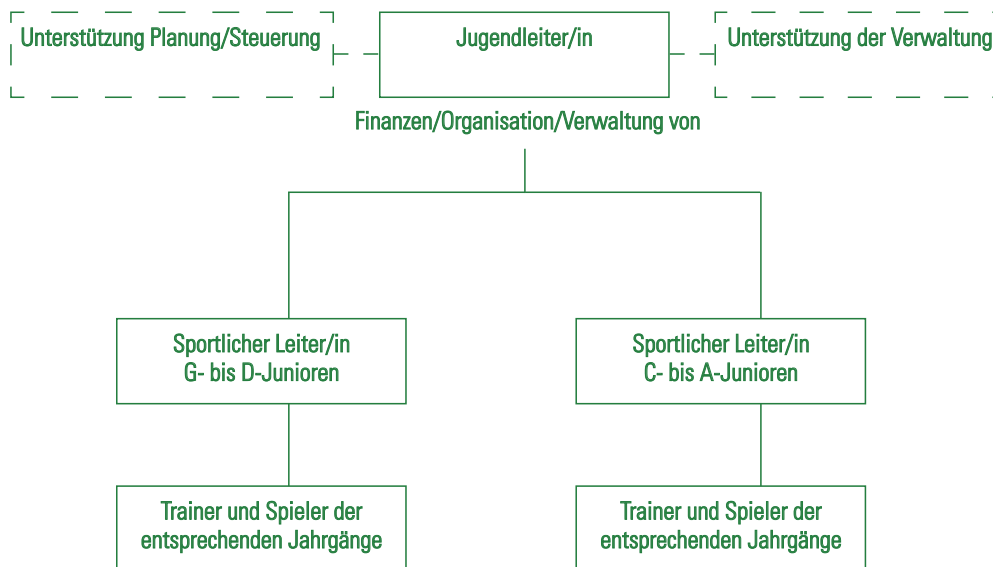 Unterstützung Planung/Steuerung
Jugendleiter/in
Unterstützung der Verwaltung
Finanzen/Organisation/Verwaltung von
Sportlicher Leiter/in
G- bis D-Junioren
Sportlicher Leiter/in
C- bis A-Junioren
Trainer und Spieler der
entsprechenden Jahrgänge
Trainer und Spieler der
entsprechenden Jahrgänge